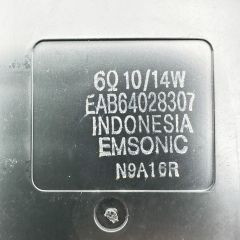 6Ω 10/14W
EAB64028307
INDONESIA
EMSONIC
N9A16R